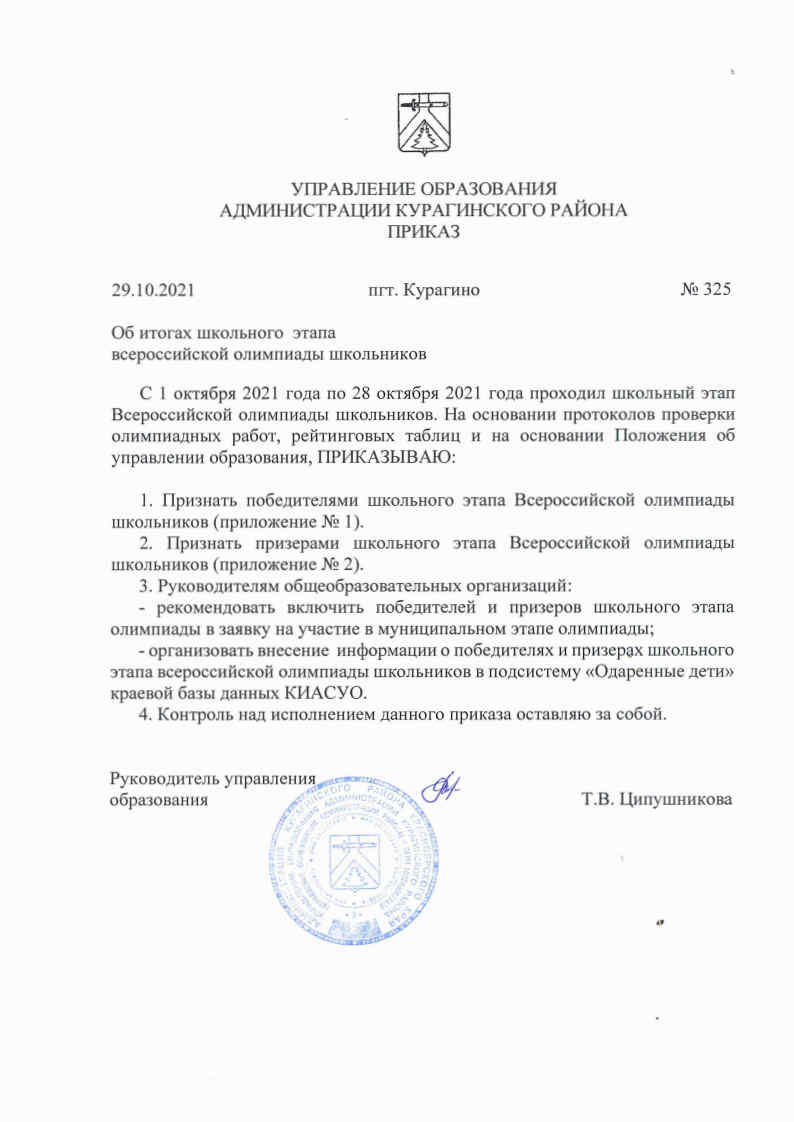 УПРАВЛЕНИЕ ОБРАЗОВАНИЯ
АДМИНИСТРАЦИИ КУРАГИНСКОГО РАЙОНА
ПРИКАЗ
29.10.2021 пгт. Курагино № 325
Об итогах школьного этапа
всероссийской олимпиады школьников
С 1 октября 2021 года по 28 октября 2021 года проходил школьный этап
Всероссийской олимпиады школьников. На основании протоколов проверки
олимпиадных работ, рейтинговых таблиц и на основании Положения об
управлении образования, ПРИКАЗЫВАЮ:
1. Признать победителями школьного этапа Всероссийской олимпиады
школьников (приложение № 1).
2. Признать призерами школьного этапа Всероссийской олимпиады
школьников (приложение № 2).
3. Руководителям общеобразовательных организаций:
- рекомендовать включить победителей и призеров школьного этапа
олимпиады в заявку на участие в муниципальном этапе олимпиады;
- организовать внесение информации о победителях и призерах школьного
этапа всероссийской олимпиады школьников в подсистему «Одаренные дети»
краевой базы данных КИАСУО.
4. Контроль над исполнением данного приказа оставляю за собой.
Руководитель управления
образования Т.В. Ципушникова
АДМИНИСТРАЦИЯ КУРАГИНСКОГО РАЙОНА КРАСНОЯРСКОГО КРАЯ